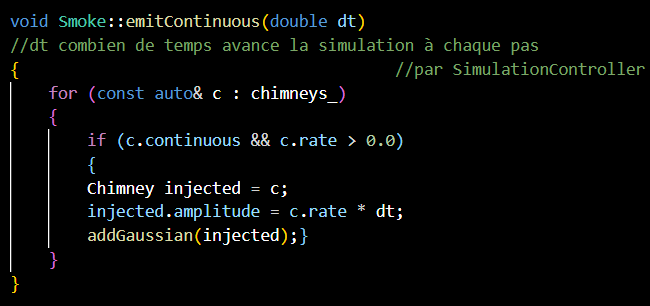 void Smoke::emitContinuous(double dt)
//dt combien de temps avance la simulation à chaque pas
{                                   //par SimulationController
    for (const auto& c : chimneys_)
    {
        if (c.continuous && c.rate > 0.0)
        {
        Chimney injected = c;
        injected.amplitude = c.rate * dt;
        addGaussian(injected);}
    }
}